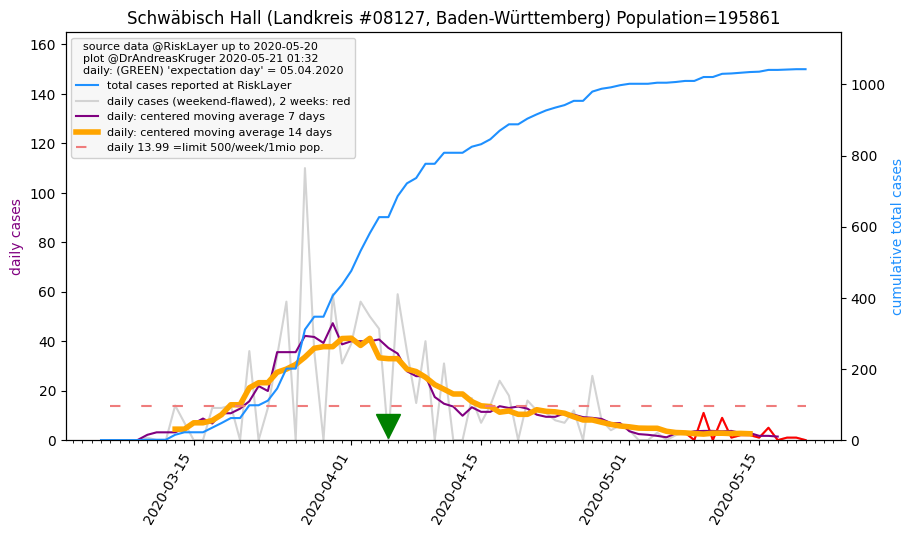 Schwäbisch Hall (Landkreis #08127, Baden-Württemberg) Population=195861
source data @RiskLayer up to 2020-05-20
plot @DrAndreasKruger 2020-05-21 01:32
daily: (GREEN) 'expectation day' = 05.04.2020
total cases reported at RiskLayer
daily cases (weekend-flawed), 2 weeks: red
daily: centered moving average 7 days
daily: centered moving average 14 days
daily 13.99 =limit 500/week/1mio pop.
daily cases
160
140
120
100
80
60
40
20
0
cumulative total cases
1000
800
600
400
200
0
2020-03-15
2020-04-01
2020-04-15
2020-05-01
2020-05-15